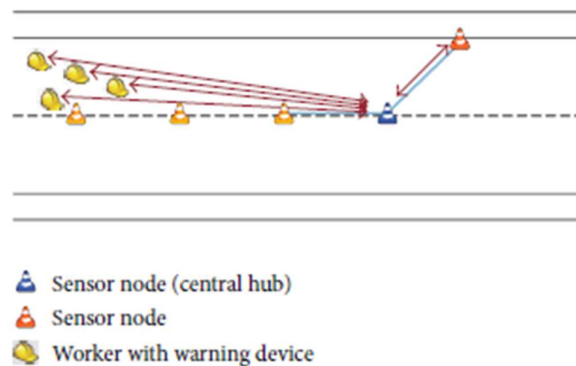 Sensor node (central hub)
Sensor node
Worker with warning device